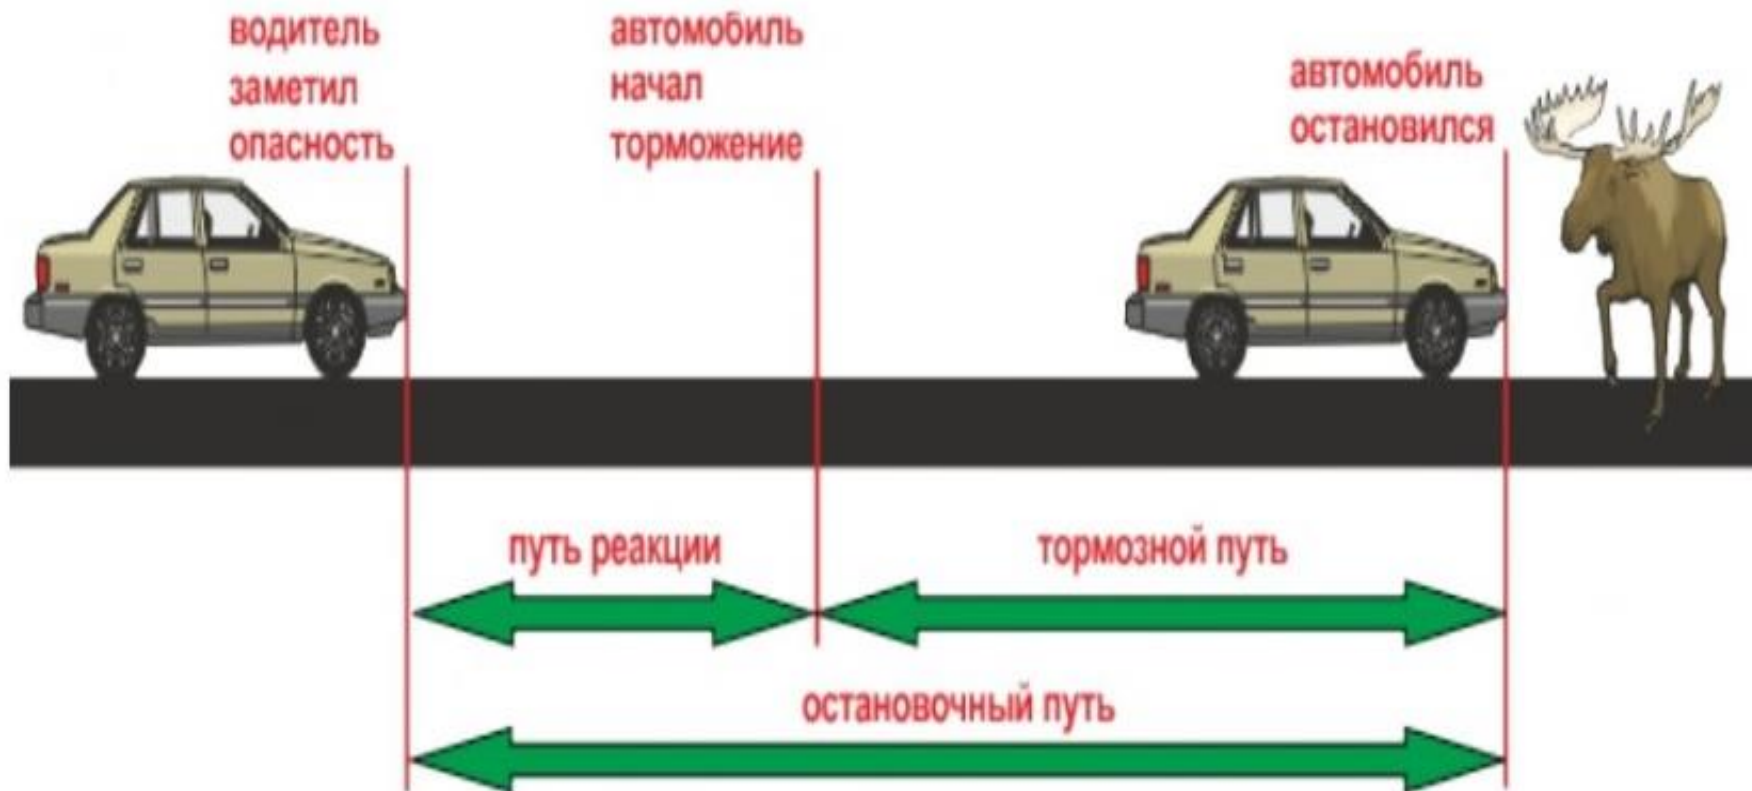 водитель
заметил
опасность
автомобиль
начал
торможение
автомобиль
остановился
путь реакции
тормозной путь
остановочный путь